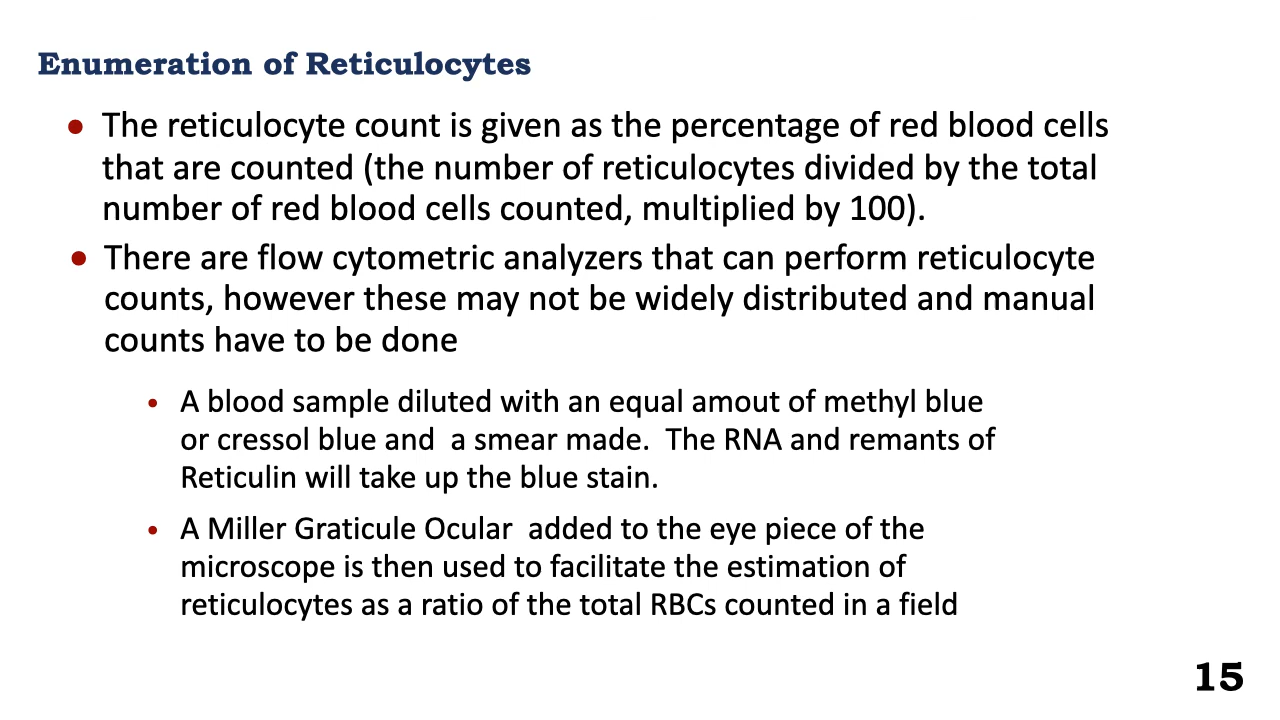 Enumeration of Reticulocytes
• The reticulocyte count is given as the percentage of red blood cells
that are counted (the number of reticulocytes divided by the total
number of red blood cells counted, multiplied by 100).
• There are flow cytometric analyzers that can perform reticulocyte
counts, however these may not be widely distributed and manual
counts have to be done
• A blood sample diluted with an equal amout of methyl blue
or cressol blue and  a smear made.  The RNA and remants of
Reticulin will take up the blue stain.
• A Miller Graticule Ocular  added to the eye piece of the
microscope is then used to facilitate the estimation of
reticulocytes as a ratio of the total RBCs counted in a field
15